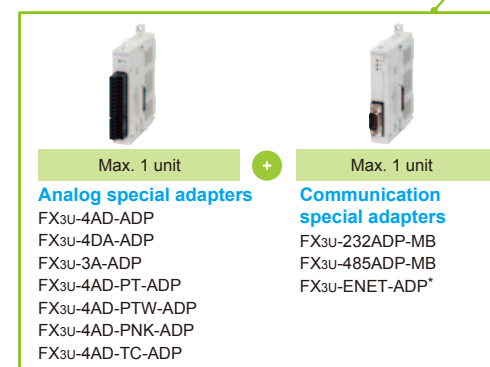 Max. 1 unit
+
Max. 1 unit
Analog special adapters
FX3U-4AD-ADP
FX3U-4DA-ADP
FX3U-3A-ADP
FX3U-4AD-PT-ADP
FX3U-4AD-PTW-ADP
FX3U-4AD-PNK-ADP
FX3U-4AD-TC-ADP
Communication
special adapters
FX3U-232ADP-MB
FX3U-485ADP-MB
FX3U-ENET-ADP*